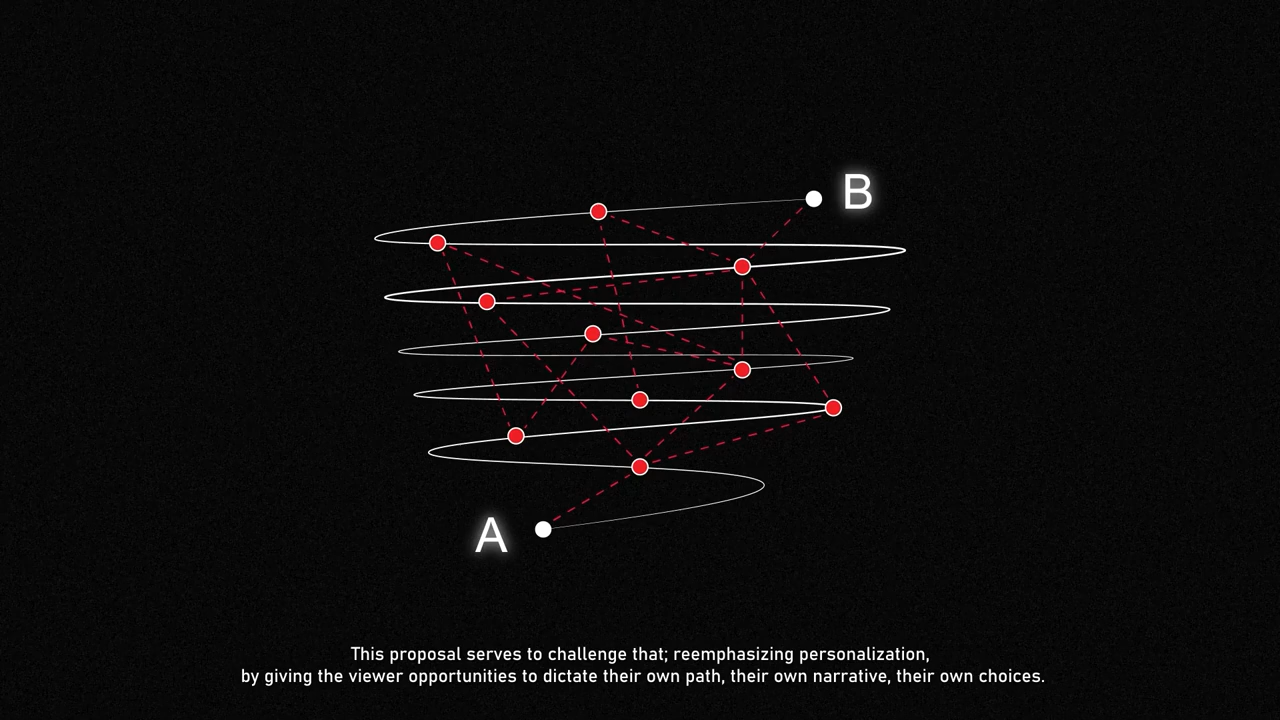 B
A
This proposal serves to challenge that; reemphasizing personalization,
by giving the viewer opportunities to dictate their own path, their own narrative, their own choices.